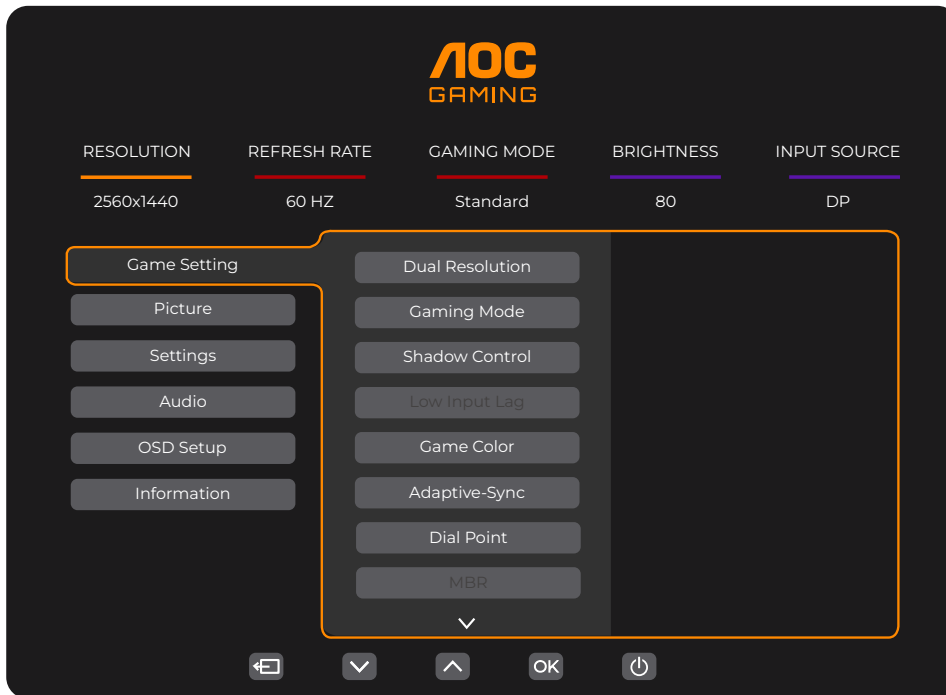 AOC
GAMING
RESOLUTION REFRESH RATE GAMING MODE BRIGHTNESS INPUT SOURCE
2560x1440 60 HZ Standard 80 DP
Game Setting
Picture
Settings
Audio
OSD Setup
Information
Dual Resolution
Gaming Mode
Shadow Control
Low Input Lag
Game Color
Adaptive-Sync
Dial Point
MBR
OK